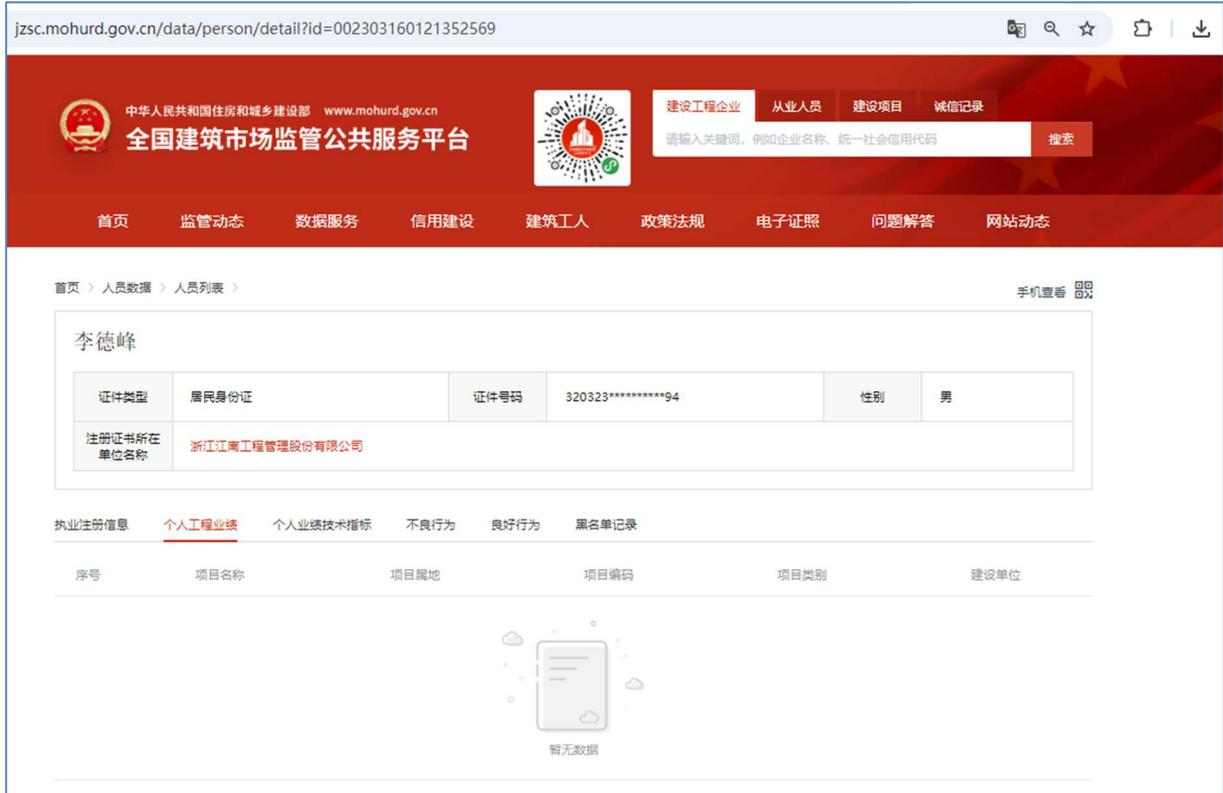 jzsc.mohurd.gov.cn/data/person/detail?id=002303160121352569
中华人民共和国住房和城乡建设部 www.mohurd.gov.cn
全国建筑市场监管公共服务平台
建设工程企业 从业人员 建设项目 诚信记录
请输入关键词，例如企业名称、统一社会信用代码 搜索
首页 监管动态 数据服务 信用建设 建筑工人 政策法规 电子证照 问题解答 网站动态
首页 > 人员数据 > 人员列表 >
手机查看
李德峰
证件类型 居民身份证 证件号码 320323**********94 性别 男
注册证书所在
单位名称
浙江江南工程管理股份有限公司
执业注册信息 个人工程业绩 个人业绩技术指标 不良行为 良好行为 黑名单记录
序号 项目名称 项目属地 项目编码 项目类别 建设单位
暂无数据